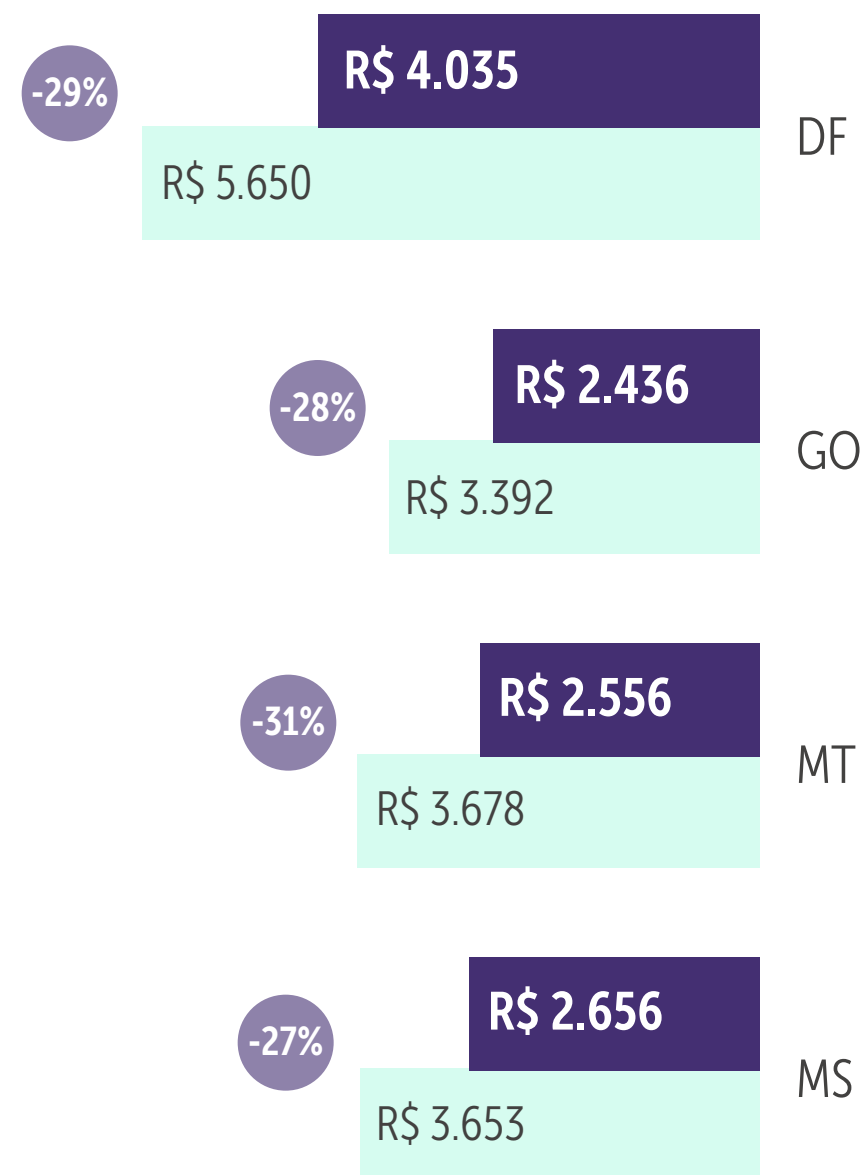 R$ 4.035
-29%
DF
R$ 5.650
R$ 2.436
-28%
GO
R$ 3.392
R$ 2.556
-31%
MT
R$ 3.678
R$ 2.656
-27%
MS
R$ 3.653